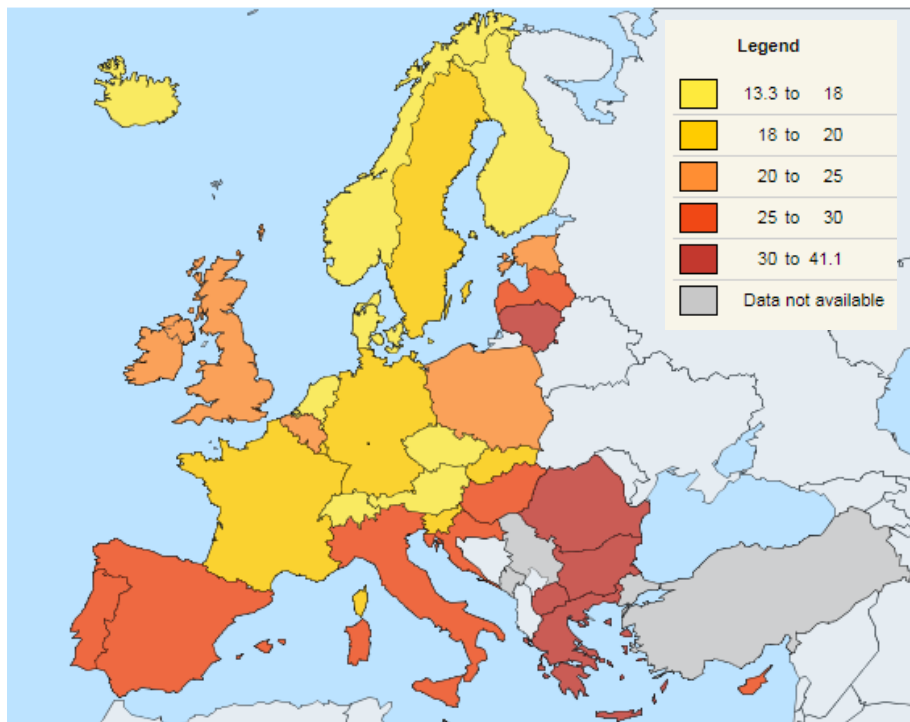 Legend
13.3 to 18
18 to 20
20 to 25
25 to 30
30 to 41.1
Data not available